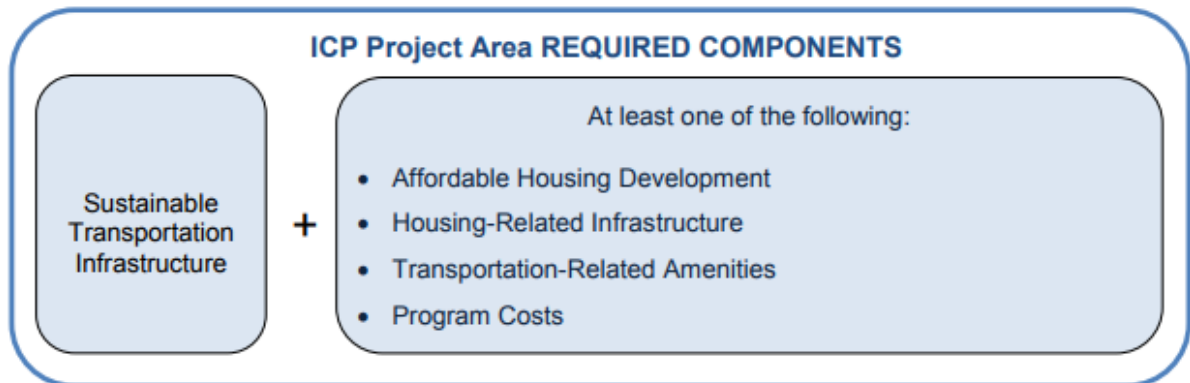 ICP Project Area REQUIRED COMPONENTS
Sustainable
Transportation
Infrastructure
+
At least one of the following:
• Affordable Housing Development
• Housing-Related Infrastructure
• Transportation-Related Amenities
• Program Costs